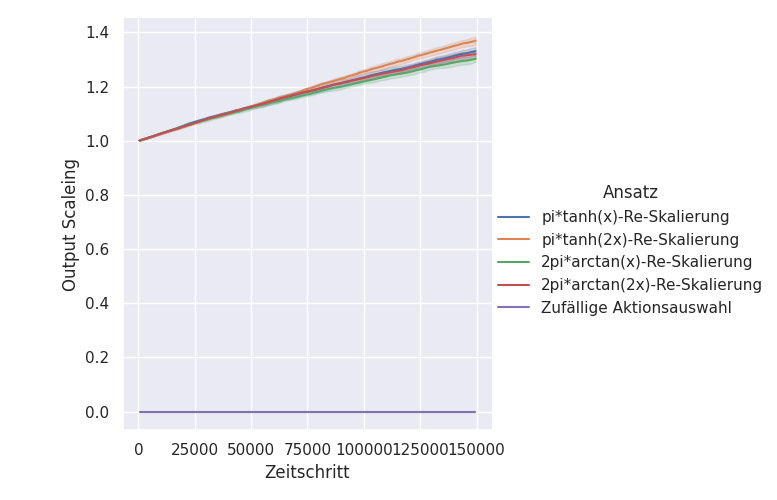 1.4
1.2
1.0
0.8
0.6
0.4
0.2
0.0
Output Scaleing
0 25000 50000 75000 100000 125000 150000
Zeitschritt
Ansatz
pi*tanh(x)-Re-Skalierung
pi*tanh(2x)-Re-Skalierung
2pi*arctan(x)-Re-Skalierung
2pi*arctan(2x)-Re-Skalierung
Zufällige Aktionsauswahl